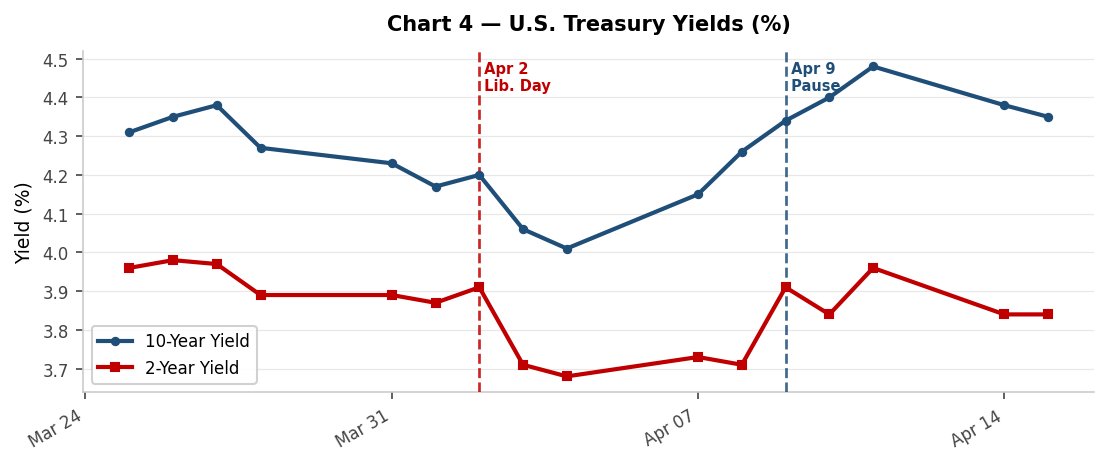 Chart 4 — U.S. Treasury Yields (%)
Apr 2
Lib. Day
Apr 9
Pause
Yield (%)
4.5
4.4
4.3
4.2
4.1
4.0
3.9
3.8
3.7
10-Year Yield
2-Year Yield
Mar 24
Mar 31
Apr 07
Apr 14